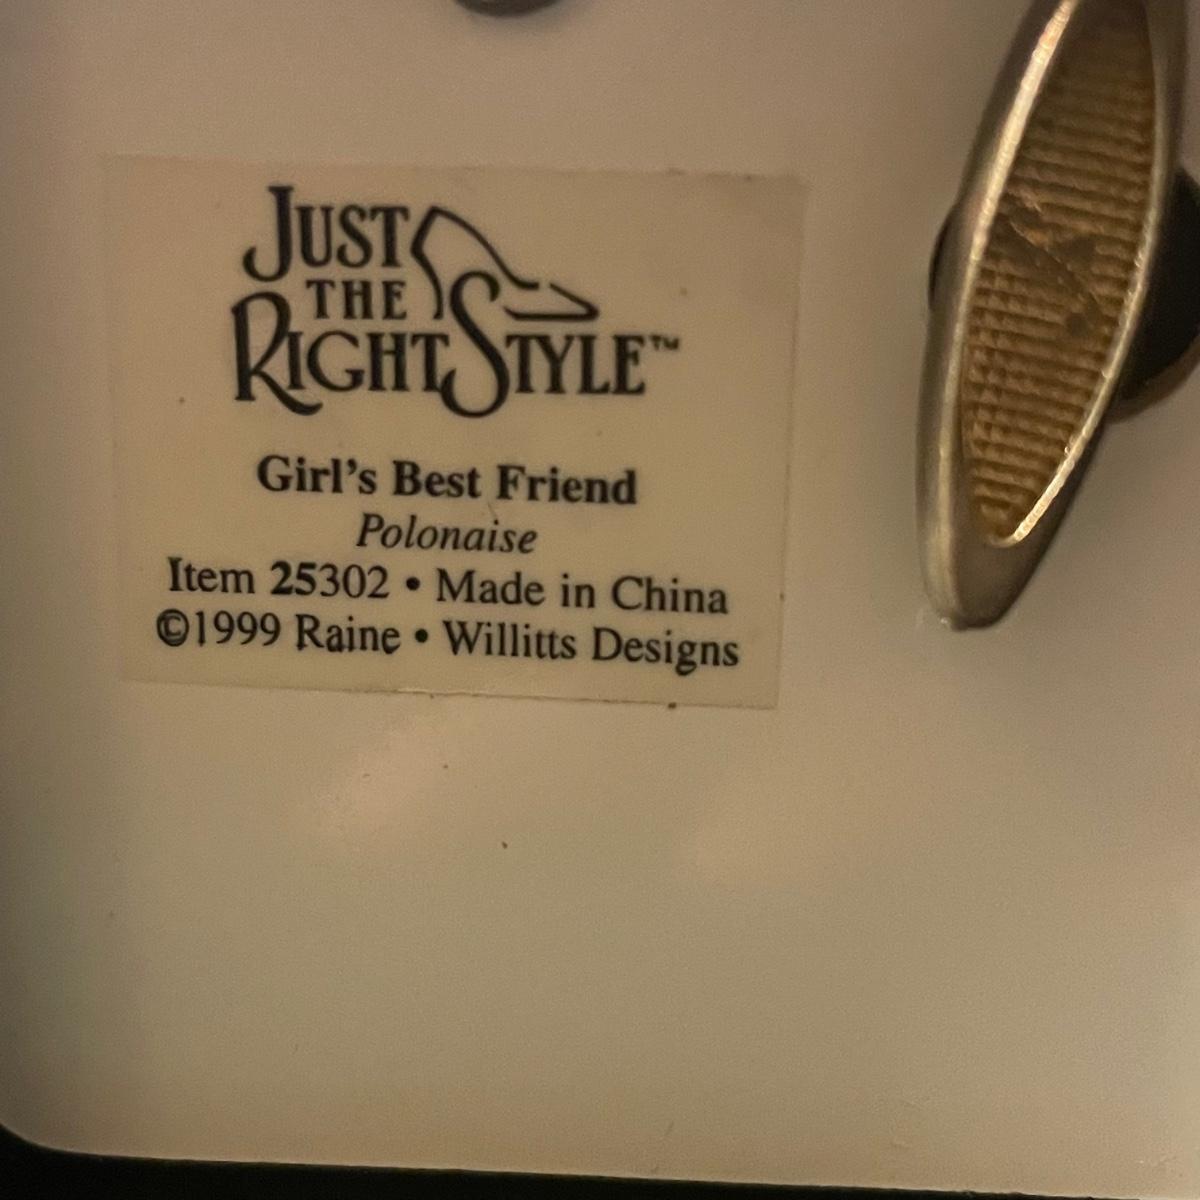 JUST
THE
RIGHT STYLE™
Girl's Best Friend
Polonaise
Item 25302 • Made in China
©1999 Raine • Willitts Designs